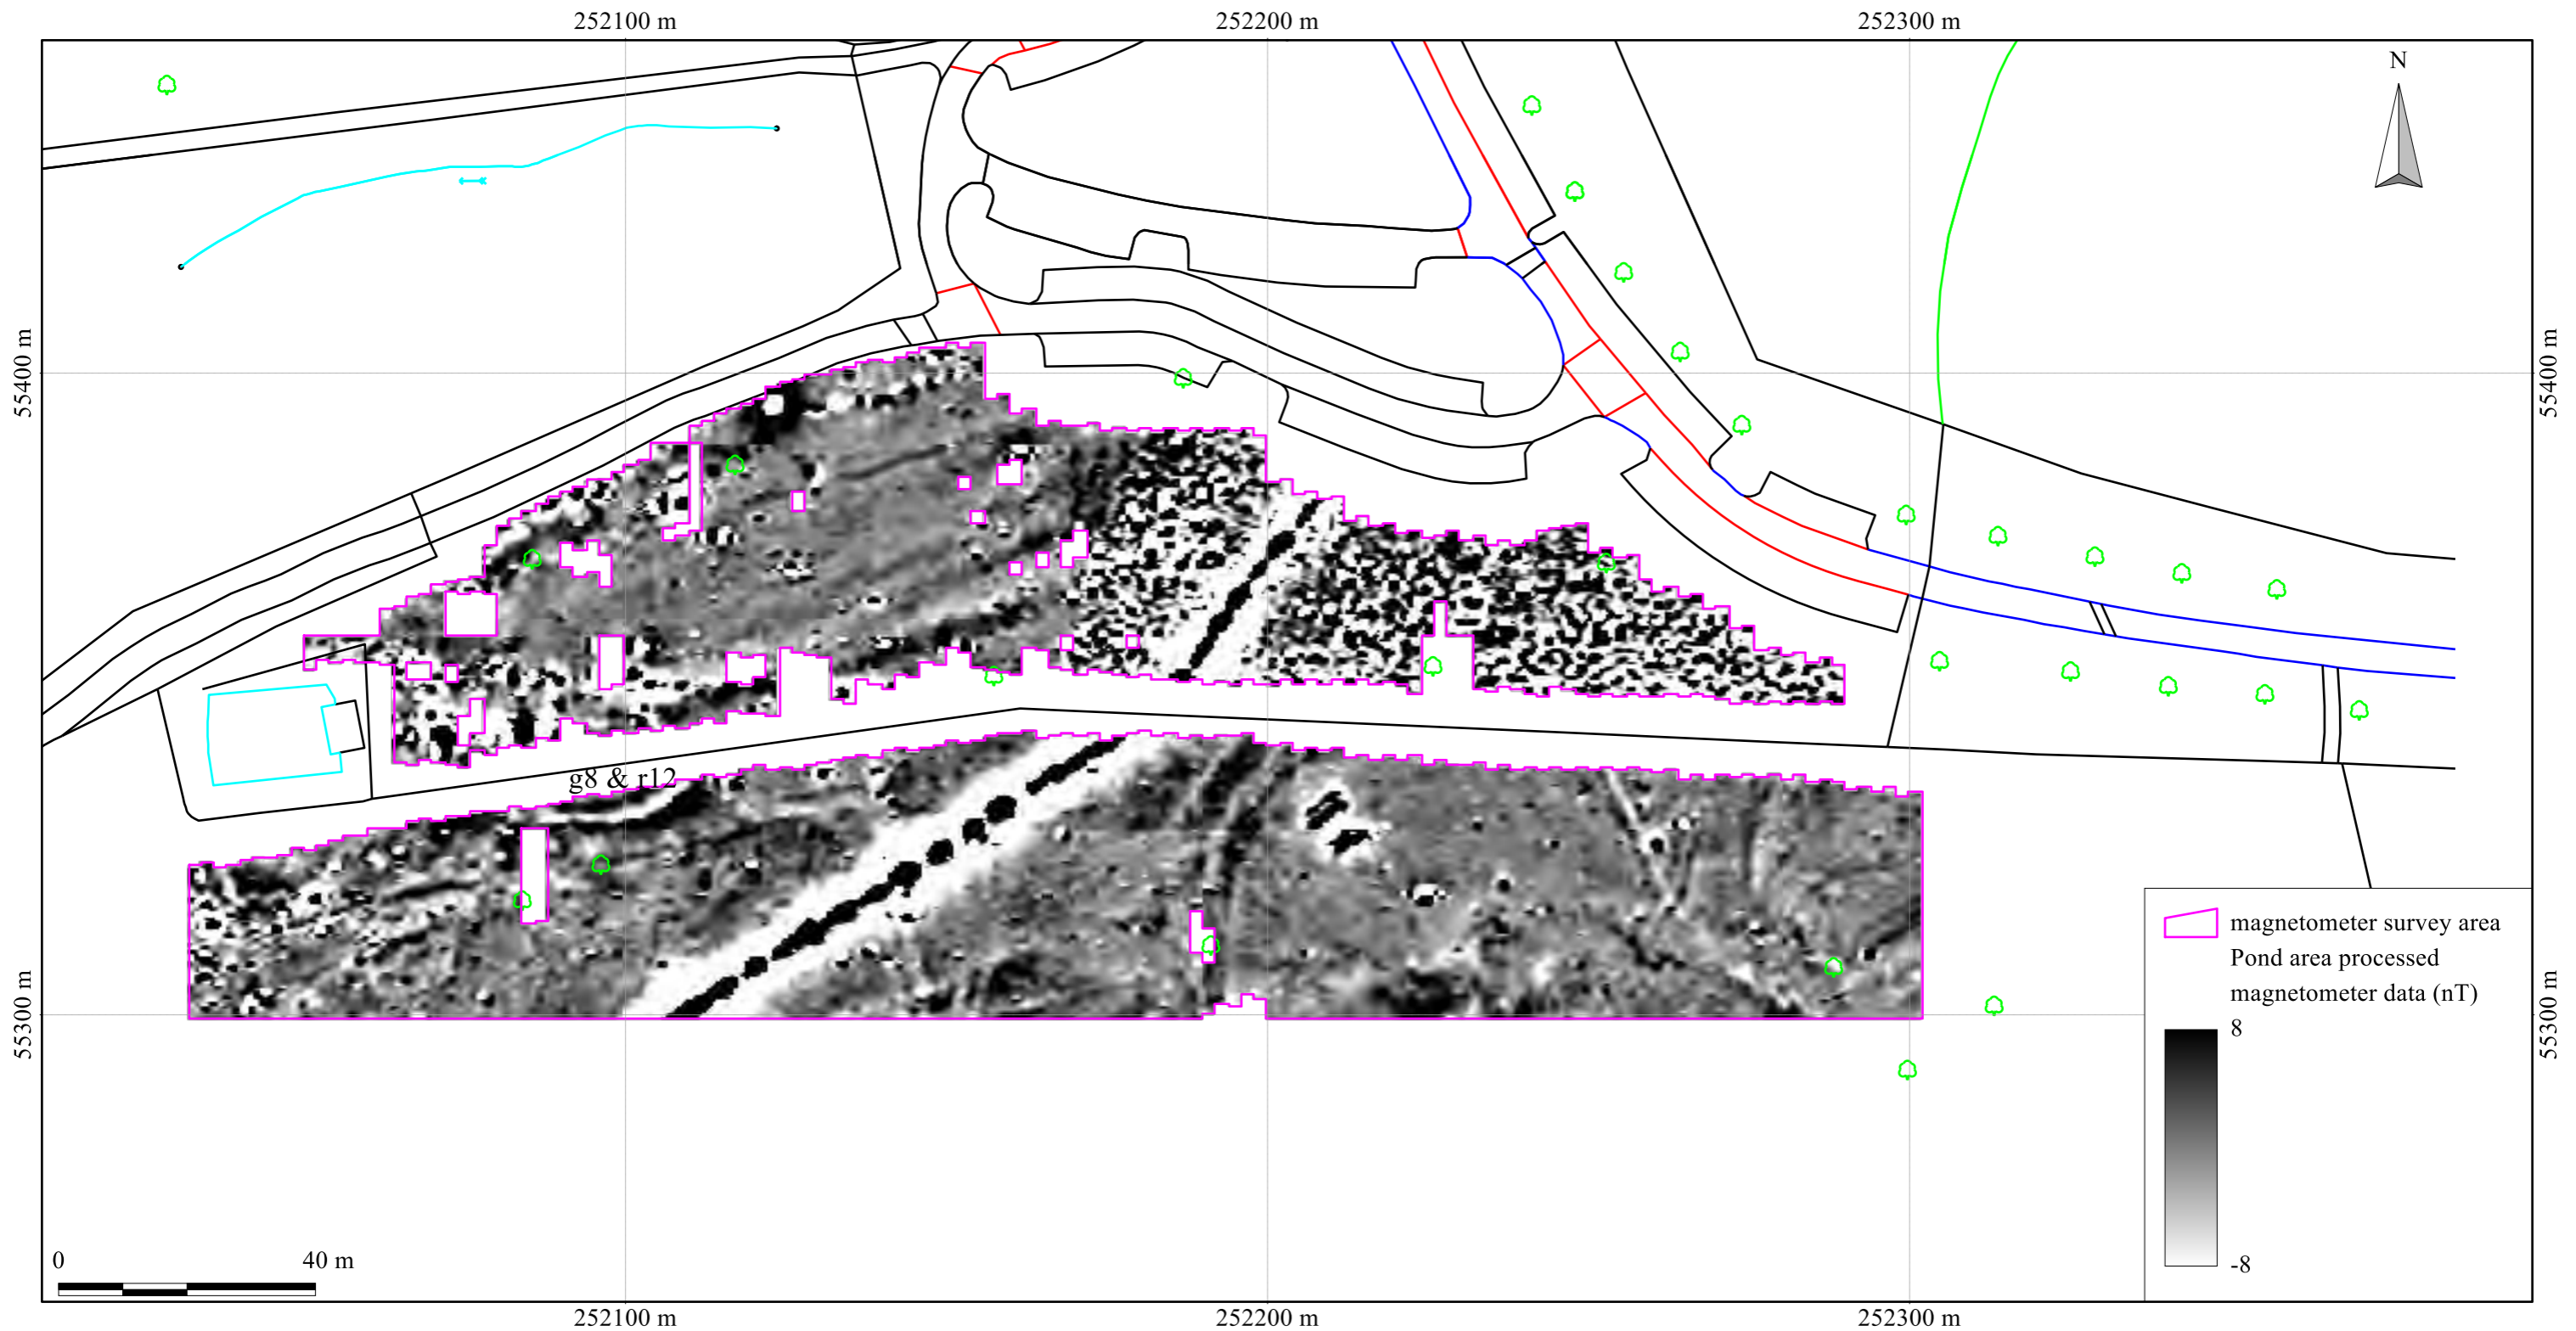 252100 m
252200 m
252300 m
N
55400 m
55400 m
g8 & r12
magnetometer survey area
Pond area processed
magnetometer data (nT)
55300 m
55300 m
8
-8
0
40 m
252100 m
252200 m
252300 m